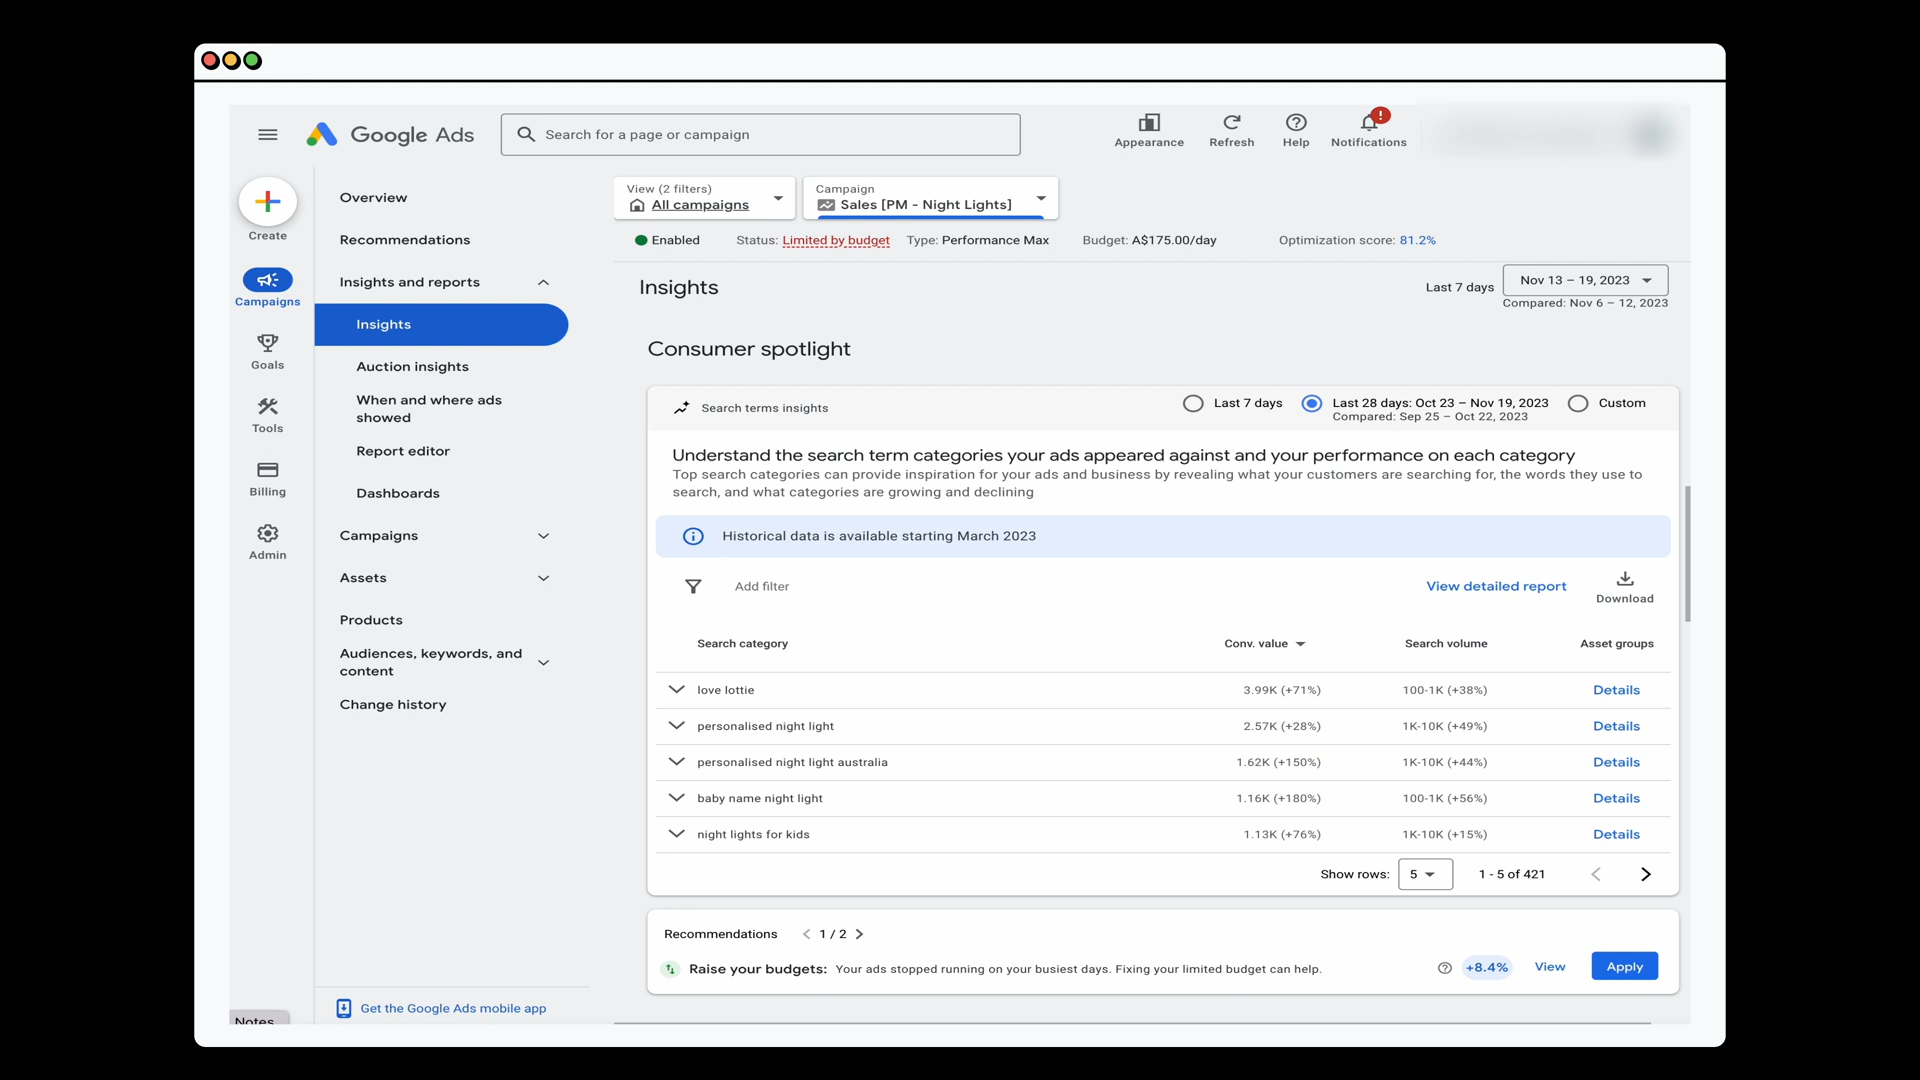 Google Ads
Search for a page or campaign
Appearance
Refresh
Help
!
Notifications
Create
Campaigns
Goals
Tools
Billing
Admin
Notes
Overview
Recommendations
Insights and reports
Insights
Auction insights
When and where ads
showed
Report editor
Dashboards
Campaigns
Assets
Products
Audiences, keywords, and
content
Change history
Get the Google Ads mobile app
View (2 filters)
All campaigns
Campaign
Sales [PM - Night Lights]
Enabled Status: Limited by budget Type: Performance Max Budget: A$175.00/day Optimization score: 81.2%
Insights
Last 7 days Nov 13 – 19, 2023
Compared: Nov 6 – 12, 2023
Consumer spotlight
Search terms insights
Last 7 days Last 28 days: Oct 23 – Nov 19, 2023 Custom
Compared: Sep 25 – Oct 22, 2023
Understand the search term categories your ads appeared against and your performance on each category
Top search categories can provide inspiration for your ads and business by revealing what your customers are searching for, the words they use to
search, and what categories are growing and declining
Historical data is available starting March 2023
Add filter View detailed report Download
Search category Conv. value Search volume Asset groups
love lottie 3.99K (+71%) 100-1K (+38%) Details
personalised night light 2.57K (+28%) 1K-10K (+49%) Details
personalised night light australia 1.62K (+150%) 1K-10K (+44%) Details
baby name night light 1.16K (+180%) 100-1K (+56%) Details
night lights for kids 1.13K (+76%) 1K-10K (+15%) Details
Show rows: 5 1 - 5 of 421
Recommendations 1 / 2
Raise your budgets: Your ads stopped running on your busiest days. Fixing your limited budget can help. +8.4% View Apply